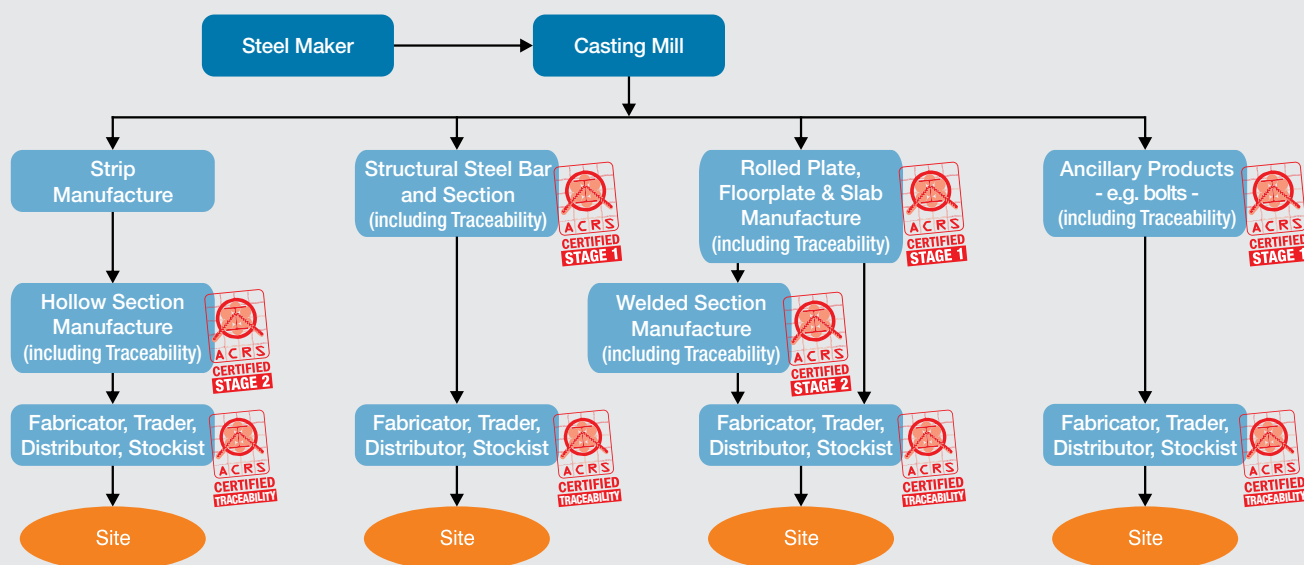 Steel Maker
Casting Mill
Strip
Manufacture
Structural Steel Bar
and Section
(including Traceability)
ACRS
CERTIFIED
STAGE 1
Rolled Plate,
Floorplate & Slab
Manufacture
(including Traceability)
ACRS
CERTIFIED
STAGE 1
Ancillary Products
- e.g. bolts -
(including Traceability)
ACRS
CERTIFIED
STAGE 1
Hollow Section
Manufacture
(including Traceability)
ACRS
CERTIFIED
STAGE 2
Welded Section
Manufacture
(including Traceability)
ACRS
CERTIFIED
STAGE 2
Fabricator, Trader,
Distributor, Stockist
ACRS
CERTIFIED
TRACEABILITY
Fabricator, Trader,
Distributor, Stockist
ACRS
CERTIFIED
TRACEABILITY
Fabricator, Trader,
Distributor, Stockist
ACRS
CERTIFIED
TRACEABILITY
Fabricator, Trader,
Distributor, Stockist
ACRS
CERTIFIED
TRACEABILITY
Site
Site
Site
Site